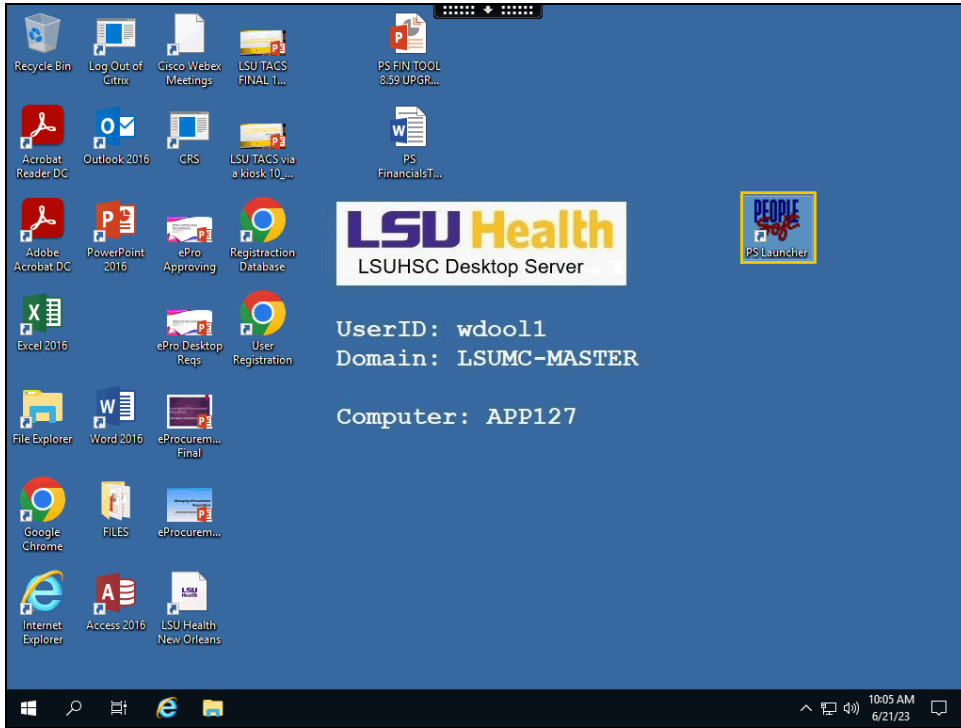 Recycle Bin
Log Out of
Citrix
Cisco Webex
Meetings
LSU TACS
FINAL 1...
PS FIN TOOL
8.59 UPGR...
Acrobat
Reader DC
Outlook 2016
CRS
LSU TACS via
a kiosk 10_...
PS
FinancialsT...
Adobe
Acrobat DC
PowerPoint
2016
ePro
Approving
Registraction
Database
LSU Health
LSUHSC Desktop Server
PEOPLE
Soft
PS Launcher
Excel 2016
ePro Desktop
Reqs
User
Registration
UserID: wdool1
Domain: LSUMC-MASTER
Computer: APP127
File Explorer
Word 2016
eProcurem...
Final
Google
Chrome
FILES
eProcurem...
Internet
Explorer
Access 2016
LSU
Health
LSU Health
New Orleans
10:05 AM
6/21/23